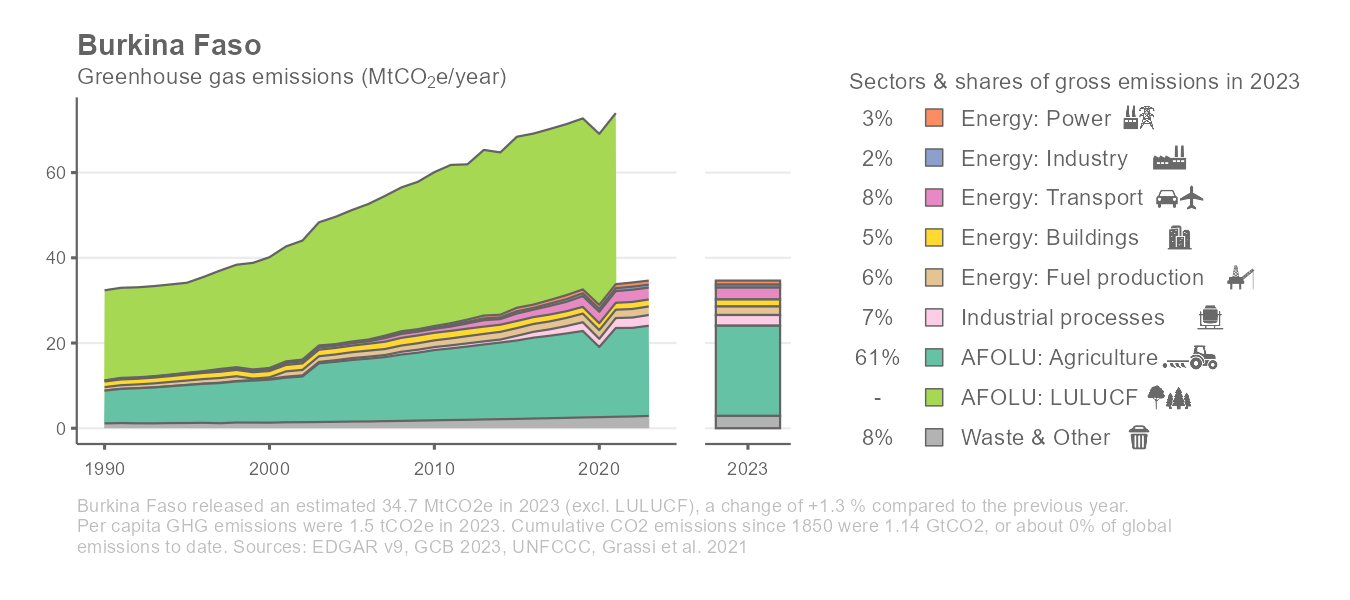 Burkina Faso
Greenhouse gas emissions (MtCO₂e/year)
60
40
20
0
1990
2000
2010
2020
2023
Sectors & shares of gross emissions in 2023
3% Energy: Power
2% Energy: Industry
8% Energy: Transport
5% Energy: Buildings
6% Energy: Fuel production
7% Industrial processes
61% AFOLU: Agriculture
- AFOLU: LULUCF
8% Waste & Other
Burkina Faso released an estimated 34.7 MtCO2e in 2023 (excl. LULUCF), a change of +1.3 % compared to the previous year.
Per capita GHG emissions were 1.5 tCO2e in 2023. Cumulative CO2 emissions since 1850 were 1.14 GtCO2, or about 0% of global
emissions to date. Sources: EDGAR v9, GCB 2023, UNFCCC, Grassi et al. 2021